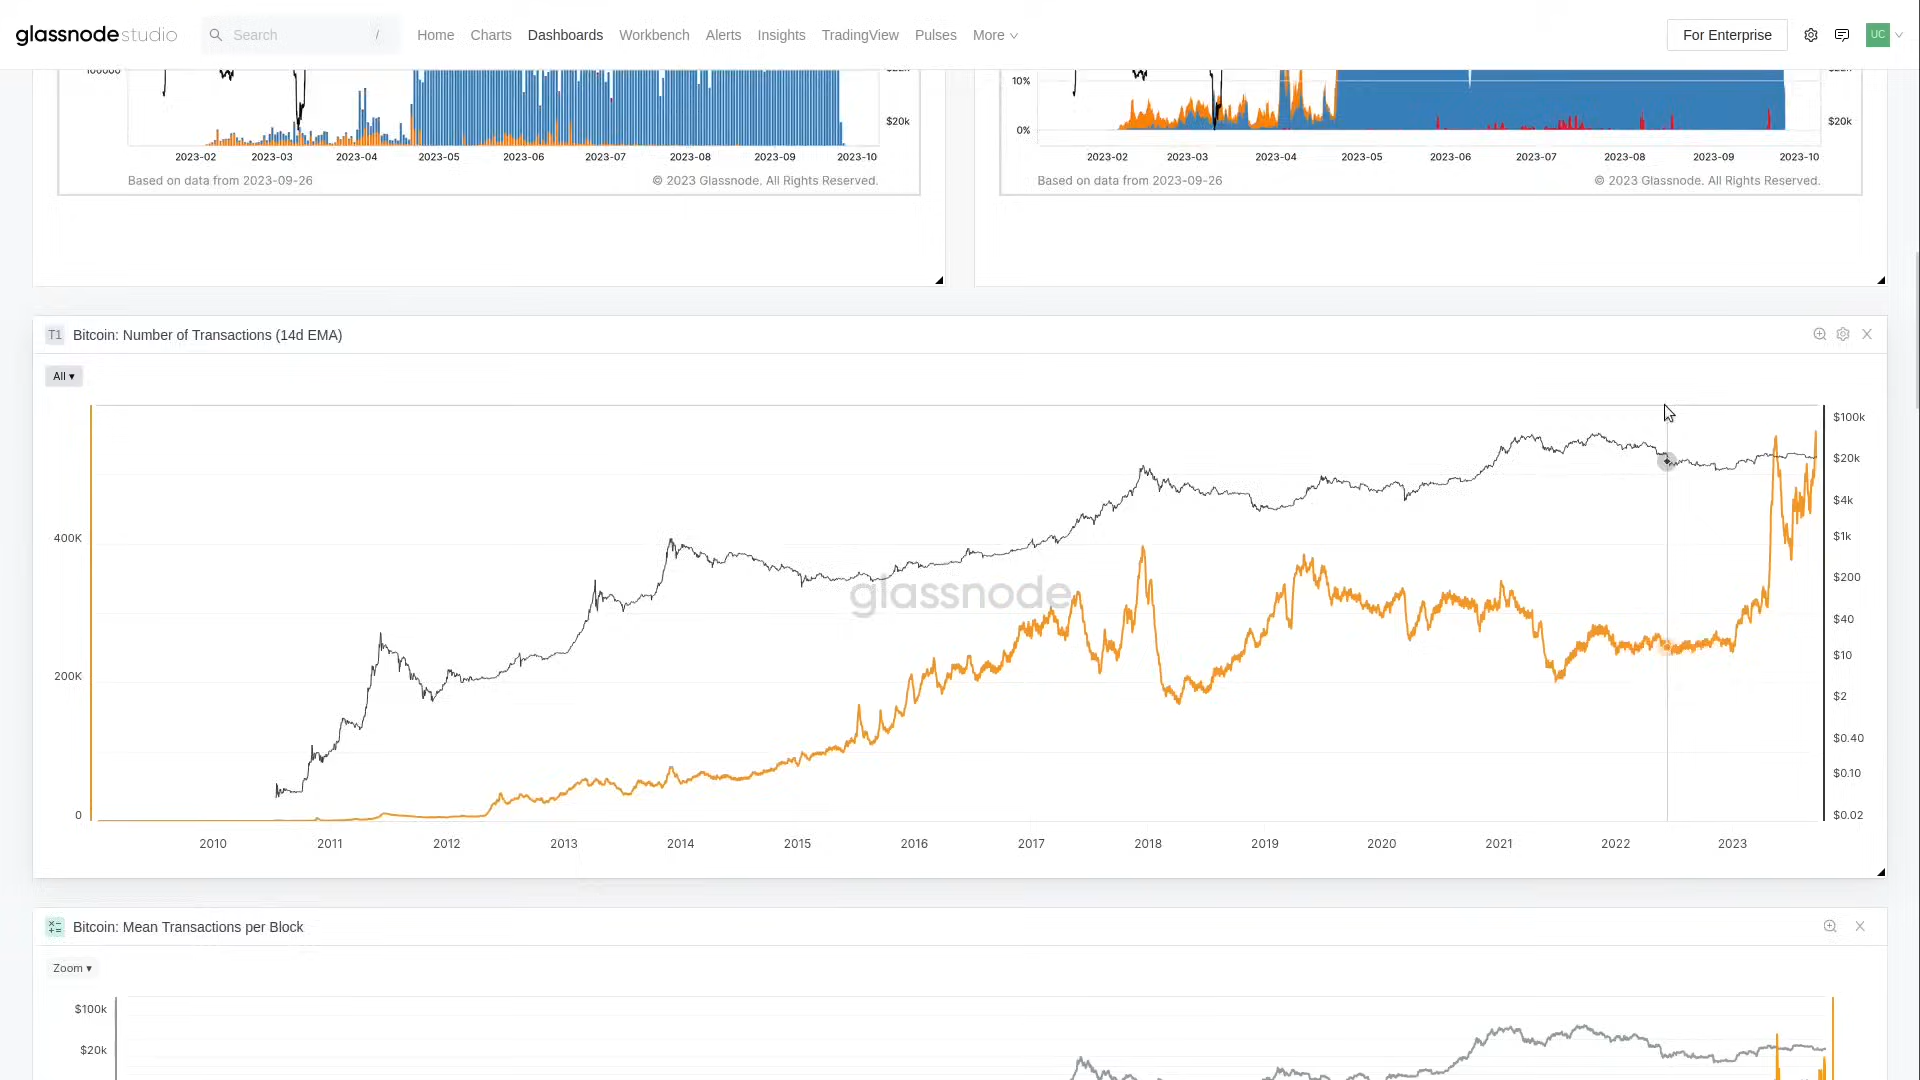 glassnodestudio
Search /
Home Charts Dashboards Workbench Alerts Insights TradingView Pulses More
For Enterprise
UC
$20k
2023-02 2023-03 2023-04 2023-05 2023-06 2023-07 2023-08 2023-09 2023-10
Based on data from 2023-09-26 © 2023 Glassnode. All Rights Reserved.
10%
0%
$20k
2023-02 2023-03 2023-04 2023-05 2023-06 2023-07 2023-08 2023-09 2023-10
Based on data from 2023-09-26 © 2023 Glassnode. All Rights Reserved.
T1 Bitcoin: Number of Transactions (14d EMA)
All ▾
400K
200K
0
glassnode
$100k
$20k
$4k
$1k
$200
$40
$10
$2
$0.40
$0.10
$0.02
2010 2011 2012 2013 2014 2015 2016 2017 2018 2019 2020 2021 2022 2023
Bitcoin: Mean Transactions per Block
Zoom ▾
$100k
$20k